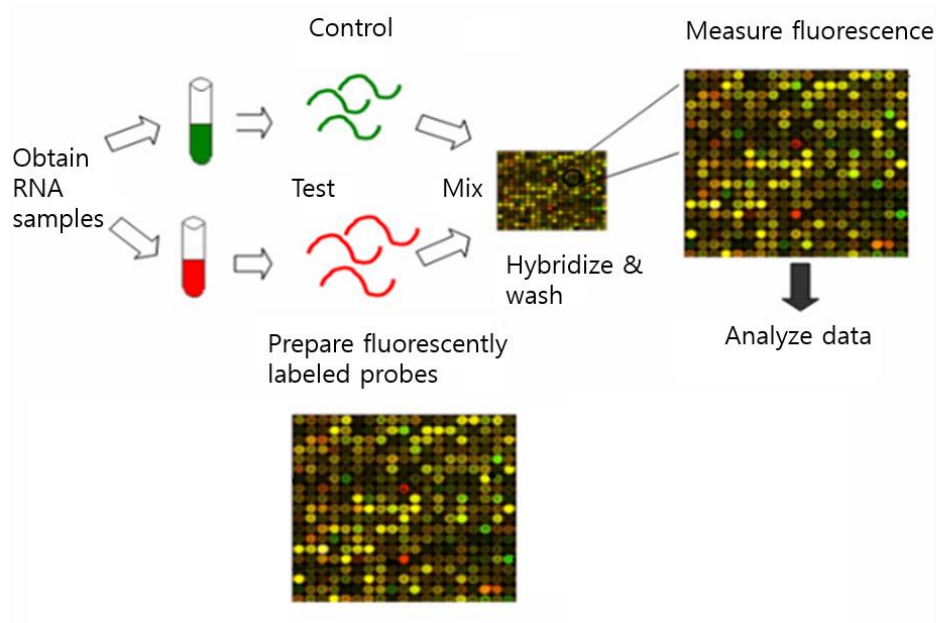 Control
Measure fluorescence
Obtain
RNA
samples
Test
Mix
Hybridize &
wash
Analyze data
Prepare fluorescently
labeled probes